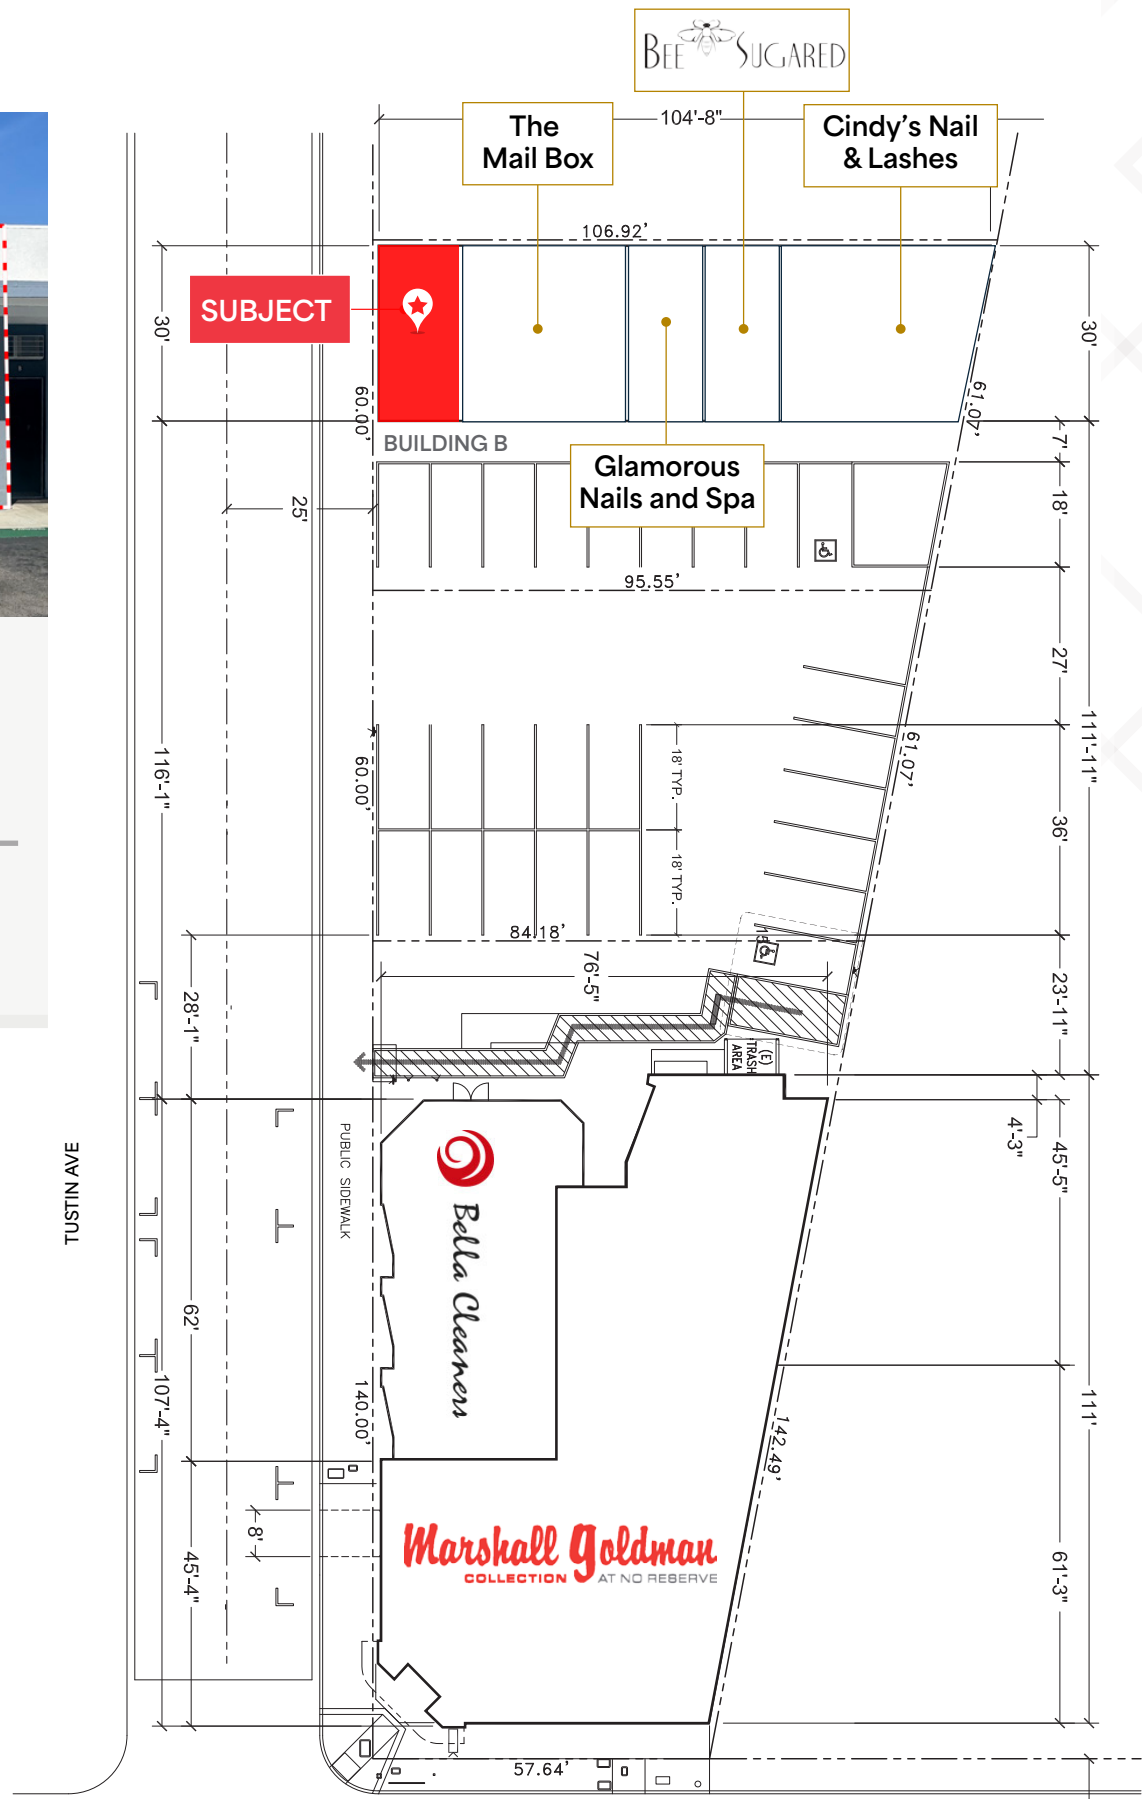 BEE SUGARED
104'-8"
The
Mail Box
Cindy's Nail
& Lashes
106.92'
SUBJECT
30'
30'
60.00'
61.07'
BUILDING B
7'
Glamorous
Nails and Spa
18'
25'
95.55'
27'
116'-1"
60.00'
18' TYP.
61.07'
111'-11"
18' TYP.
36'
84.18'
15
76'-5"
28'-1"
23'-11"
(E)
TRASH
AREA
4'-3"
45'-5"
TUSTIN AVE
PUBLIC SIDEWALK
Bella Cleaners
62'
107'-4"
140.00'
142.49'
111'
8'
45'-4"
Marshall Goldman
COLLECTION AT NO RESERVE
61'-3"
57.64'